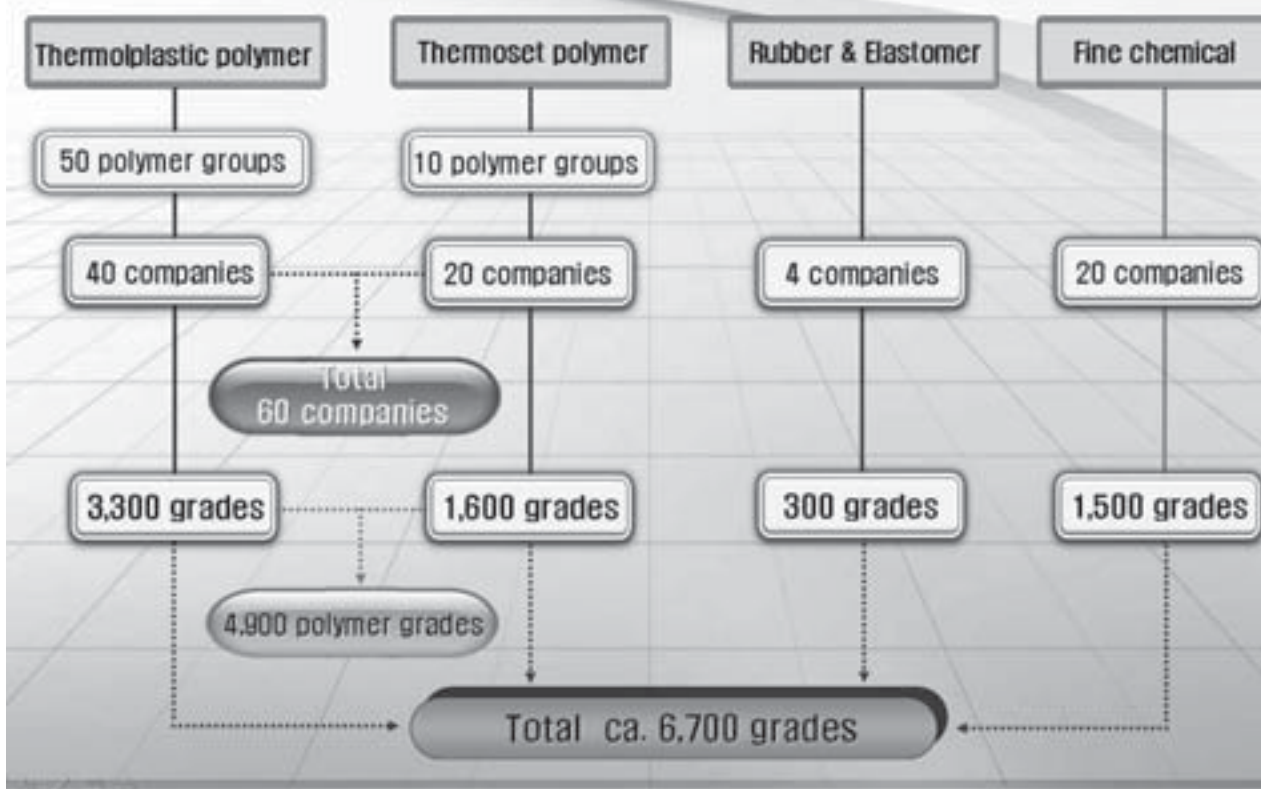 Thermolplastic polymer
Thermoset polymer
Rubber & Elastomer
Fine chemical
50 polymer groups
10 polymer groups
40 companies
20 companies
4 companies
20 companies
Total
60 companies
3,300 grades
1,600 grades
300 grades
1,500 grades
4,900 polymer grades
Total ca. 6,700 grades